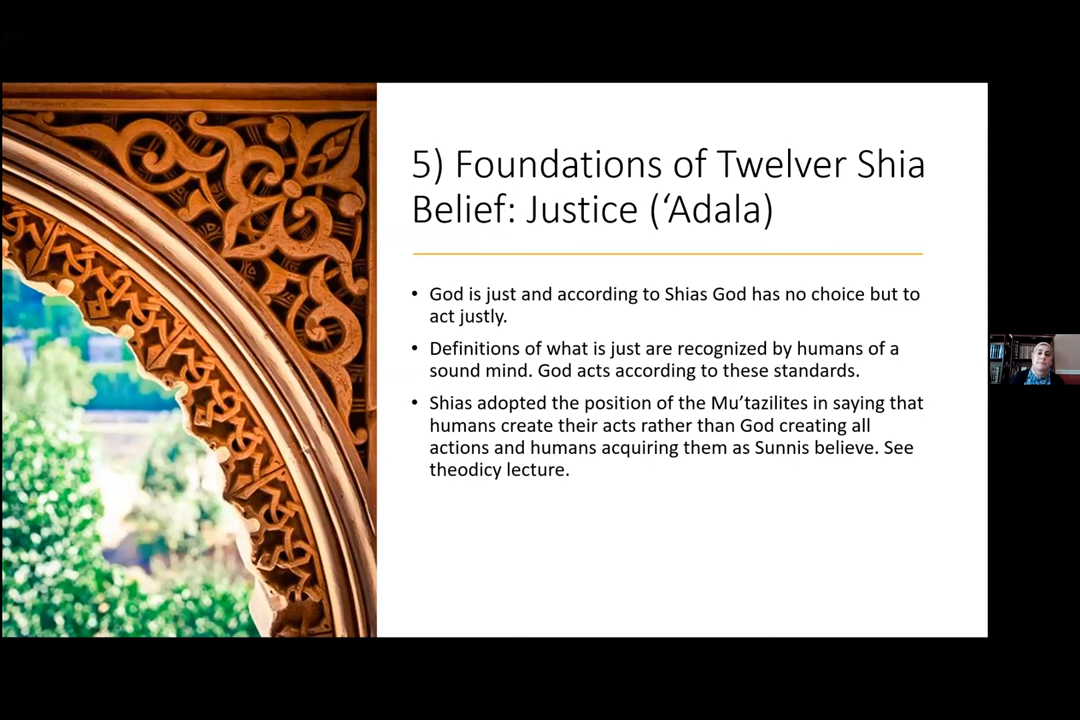 5) Foundations of Twelver Shia
Belief: Justice (‘Adala)
• God is just and according to Shias God has no choice but to
act justly.
• Definitions of what is just are recognized by humans of a
sound mind. God acts according to these standards.
• Shias adopted the position of the Mu’tazilites in saying that
humans create their acts rather than God creating all
actions and humans acquiring them as Sunnis believe. See
theodicy lecture.